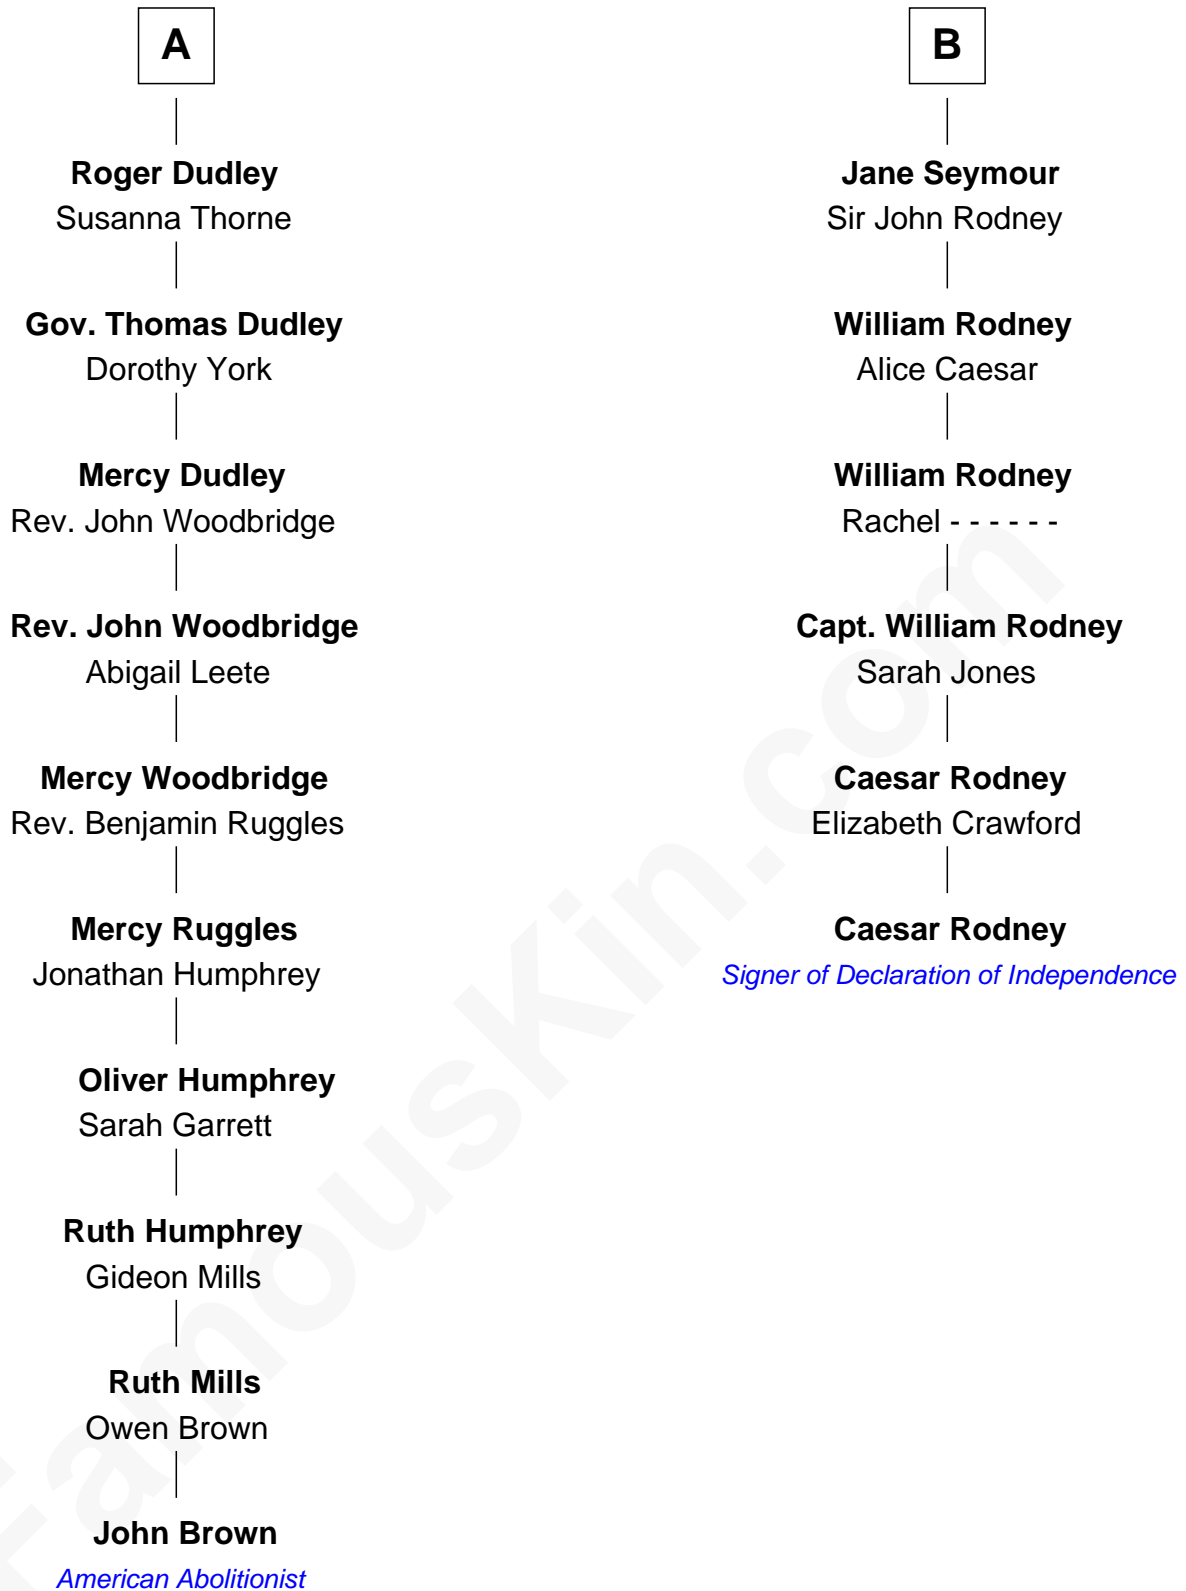 A
Roger Dudley
Susanna Thorne
Gov. Thomas Dudley
Dorothy York
Mercy Dudley
Rev. John Woodbridge
Rev. John Woodbridge
Abigail Leete
Mercy Woodbridge
Rev. Benjamin Ruggles
Mercy Ruggles
Jonathan Humphrey
Oliver Humphrey
Sarah Garrett
Ruth Humphrey
Gideon Mills
Ruth Mills
Owen Brown
John Brown
American Abolitionist
B
Jane Seymour
Sir John Rodney
William Rodney
Alice Caesar
William Rodney
Rachel - - - - - -
Capt. William Rodney
Sarah Jones
Caesar Rodney
Elizabeth Crawford
Caesar Rodney
Signer of Declaration of Independence
FamousKin.com